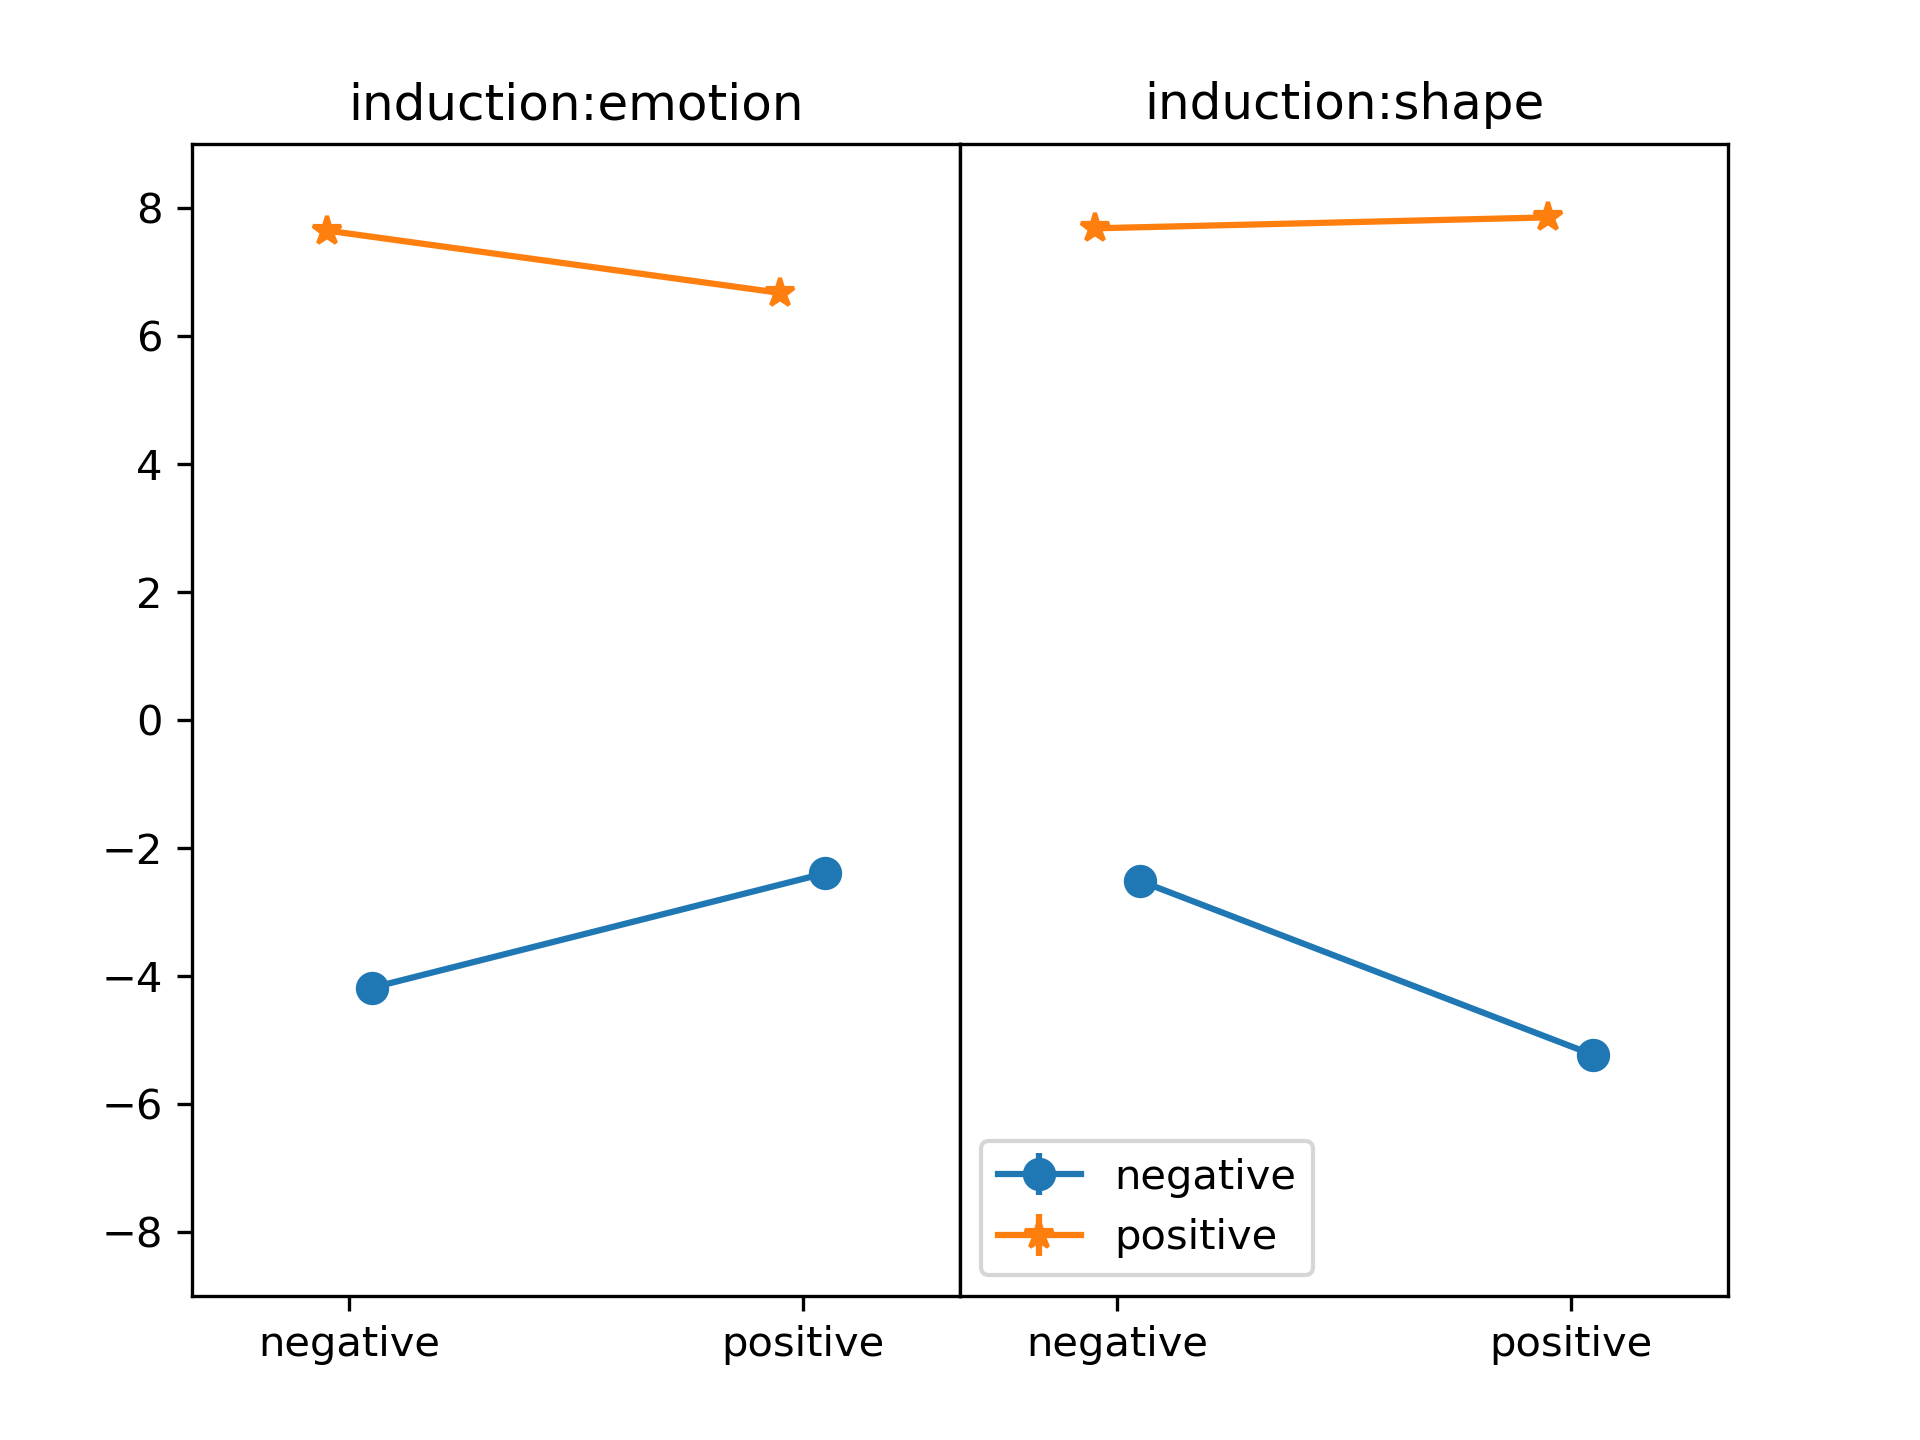 induction:emotion
induction:shape
8
6
4
2
0
−2
−4
−6
−8
negative
positive
negative
positive
negative
positive